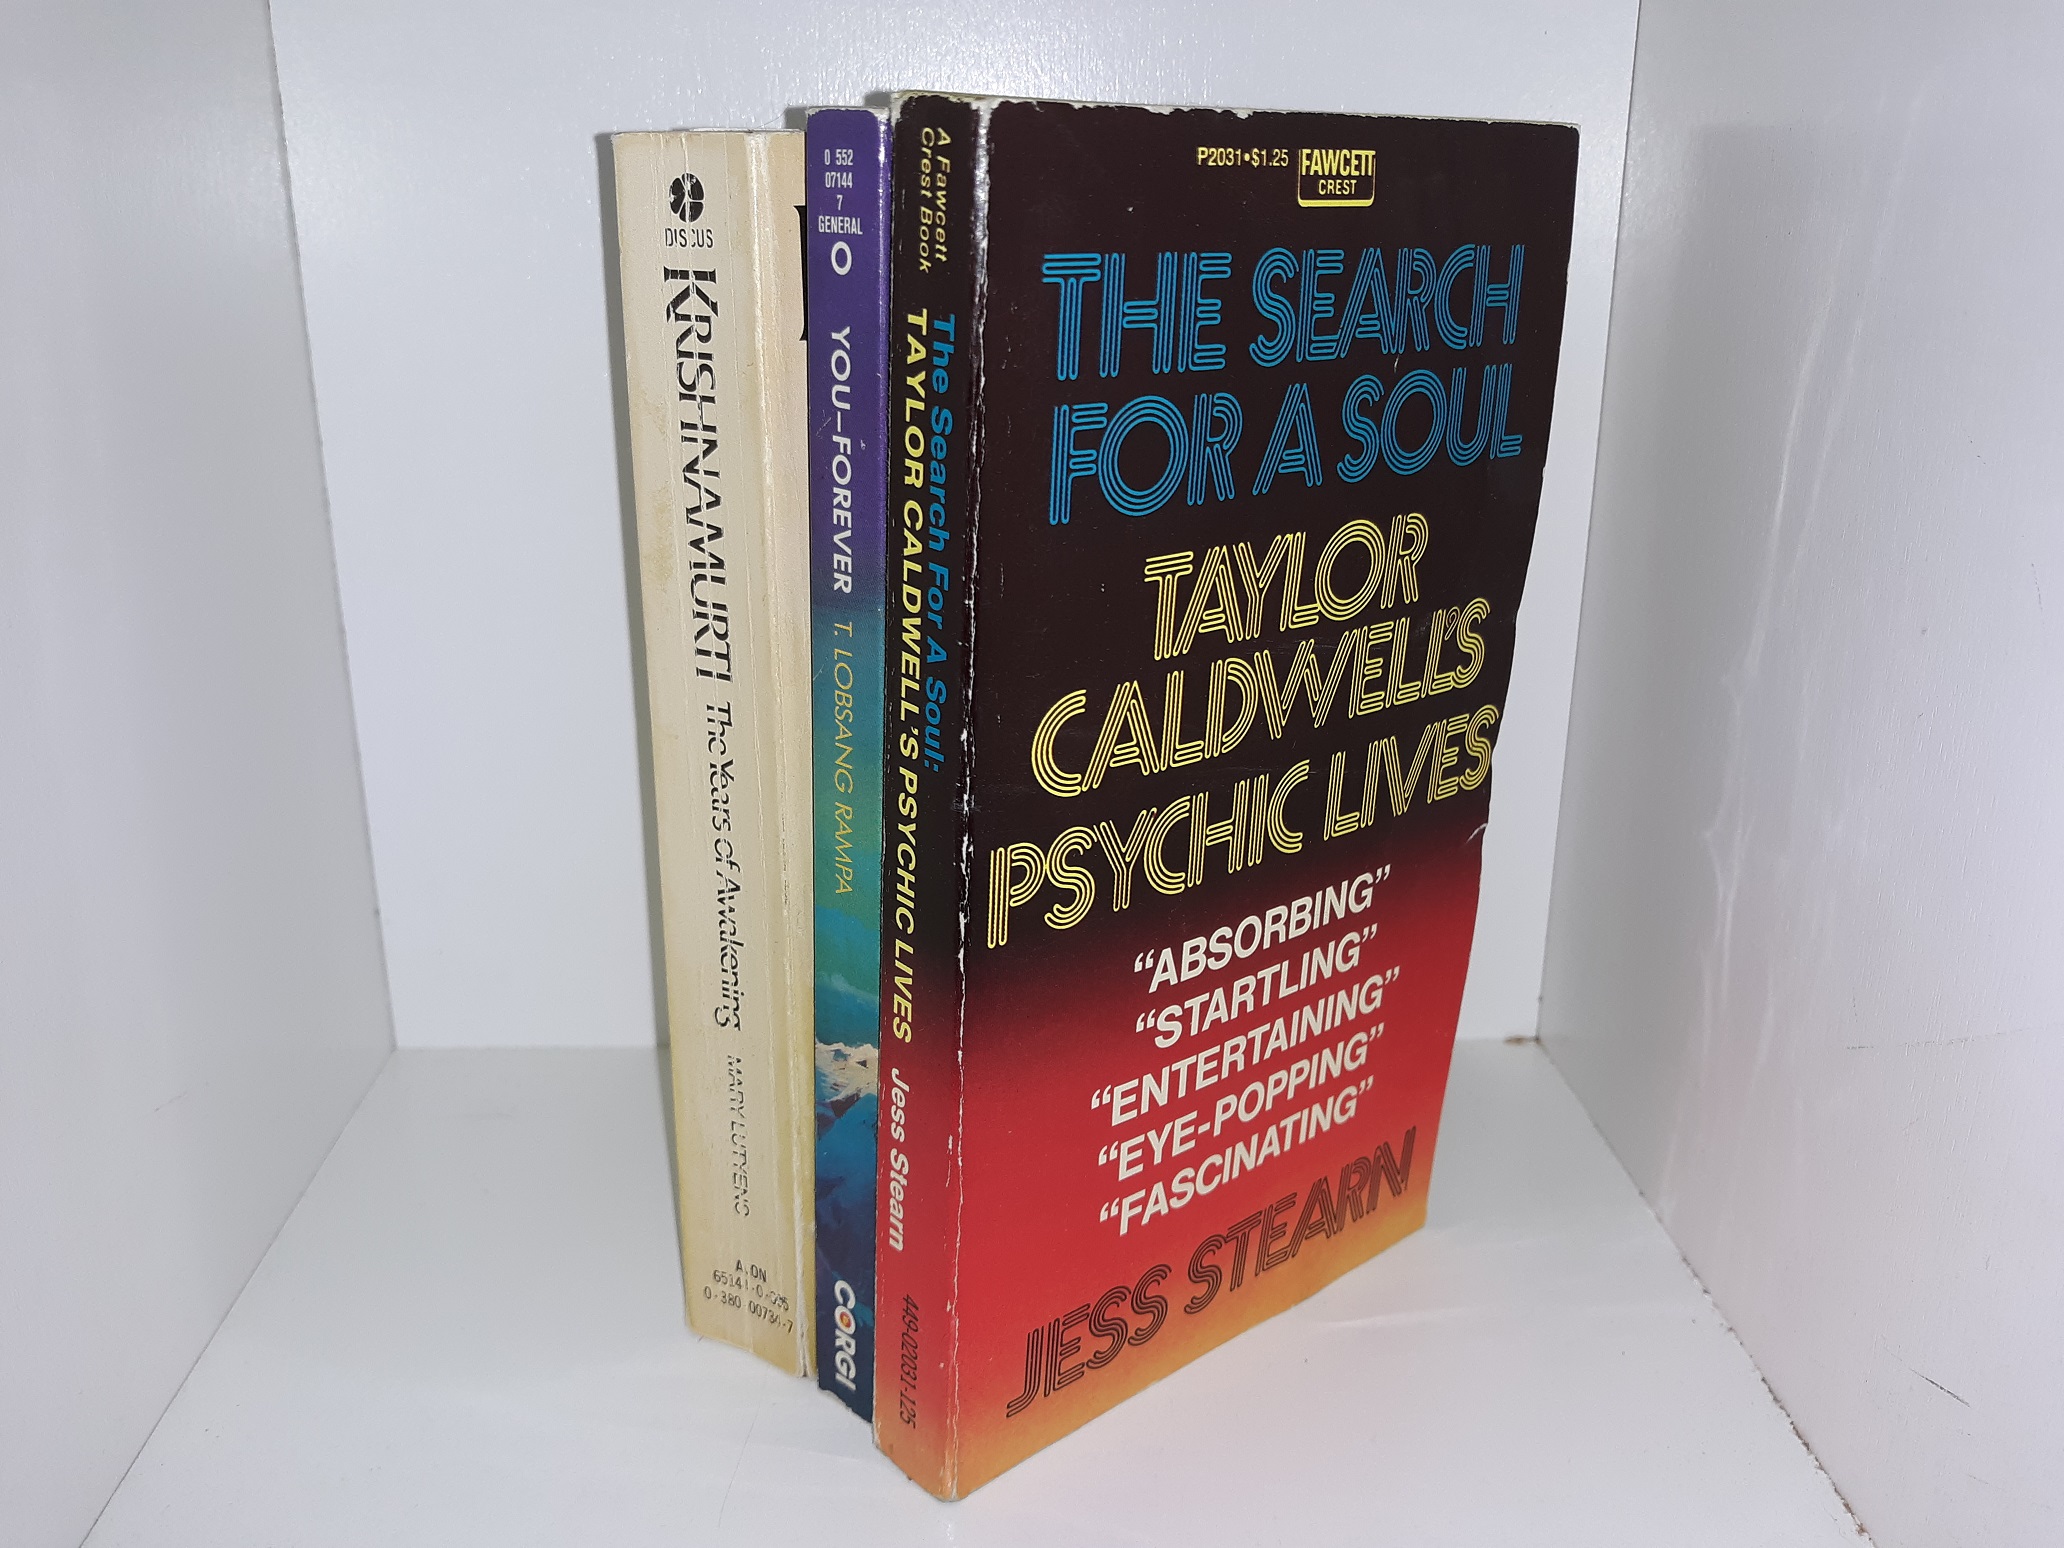 DISCUS
KRISHNAMURTI The Years of Awakening MARY LUTYENS
AVON
0-380 00734-7
0 552
07144
7
GENERAL
O
YOU-FOREVER T. LOBSANG RAMPA
CORGI
A Fawcett
Crest Book
The Search For A Soul:
TAYLOR CALDWELL'S PSYCHIC LIVES Jess Stearn
449-02031-125
P2031•$1.25
FAWCETT
CREST
THE SEARCH
FOR A SOUL
TAYLOR
CALDWELL'S
PSYCHIC LIVES
“ABSORBING”
“STARTLING”
“ENTERTAINING”
“EYE-POPPING”
“FASCINATING”
JESS STEARN